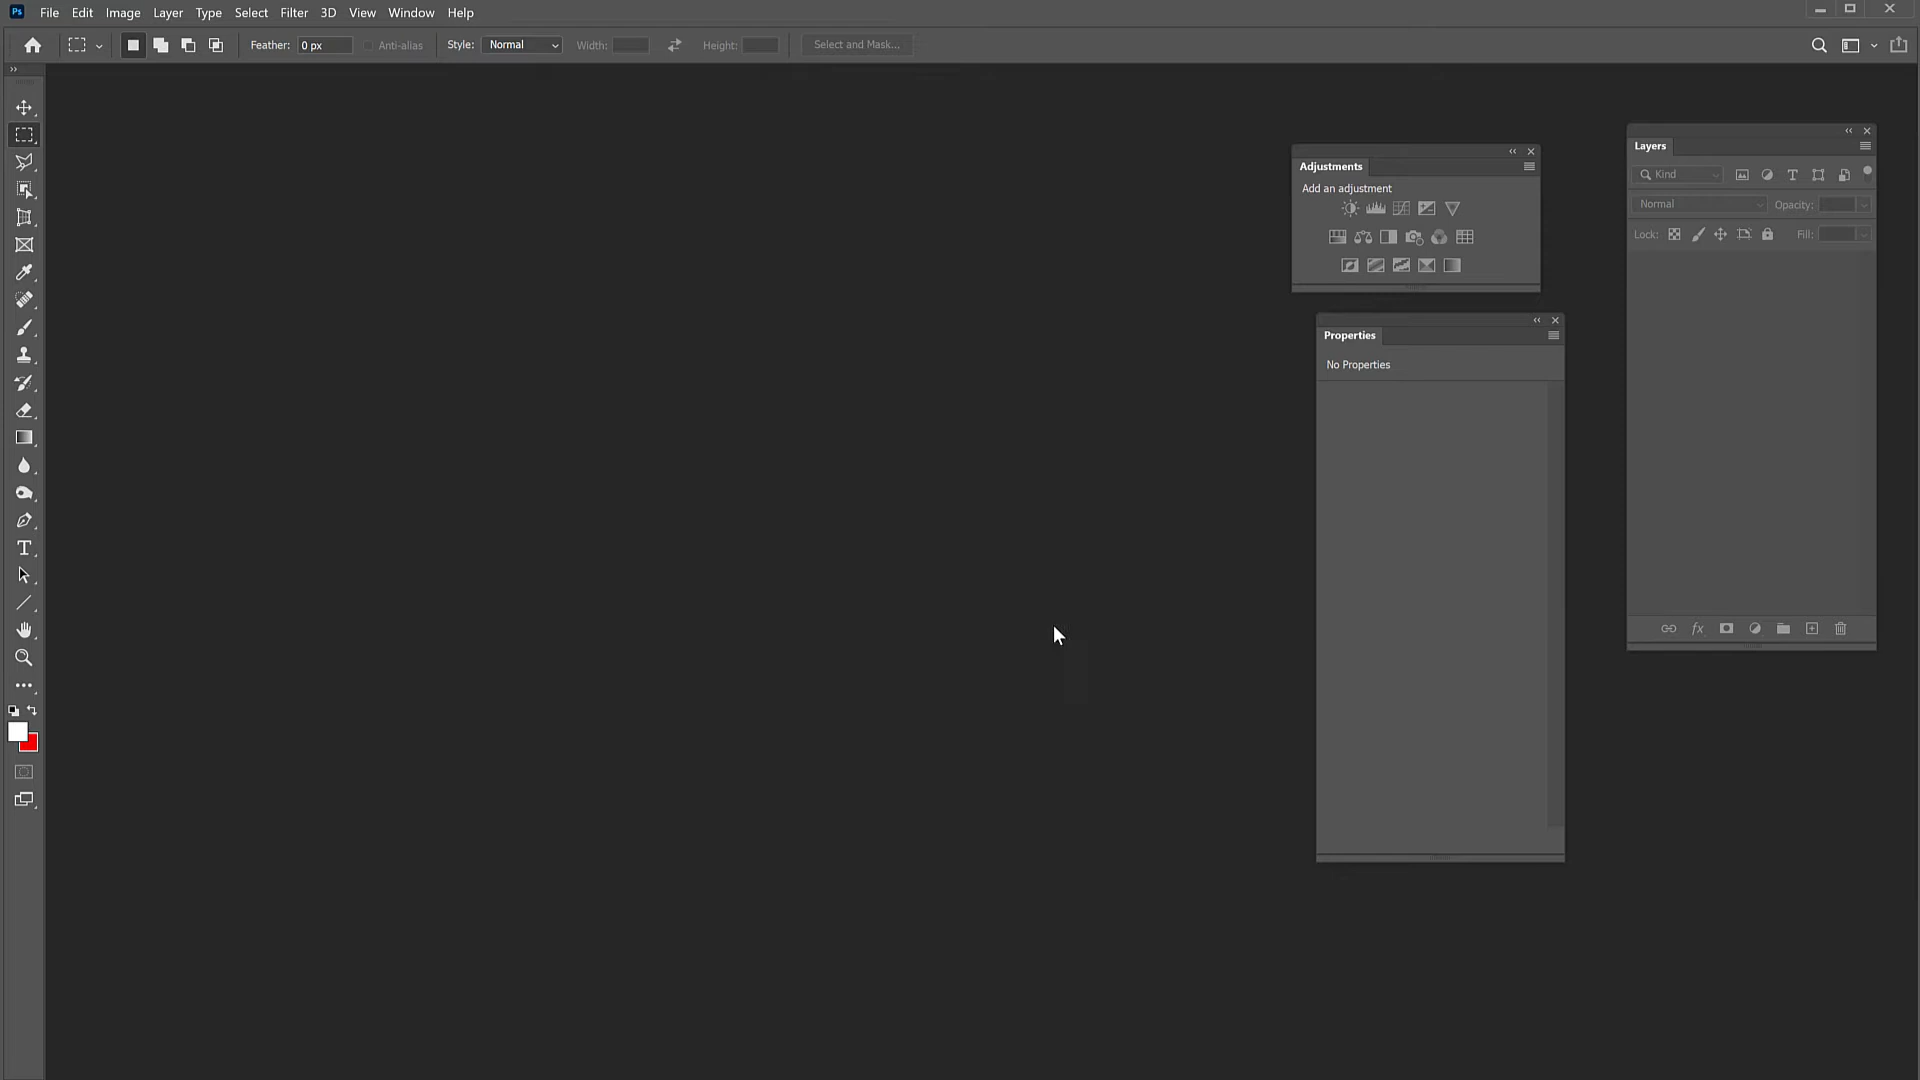 Ps File Edit Image Layer Type Select Filter 3D View Window Help
Feather: 0 px Anti-alias Style: Normal Width: Height: Select and Mask...
Adjustments
Add an adjustment
Properties
No Properties
Layers
Kind
Normal Opacity:
Lock: Fill: